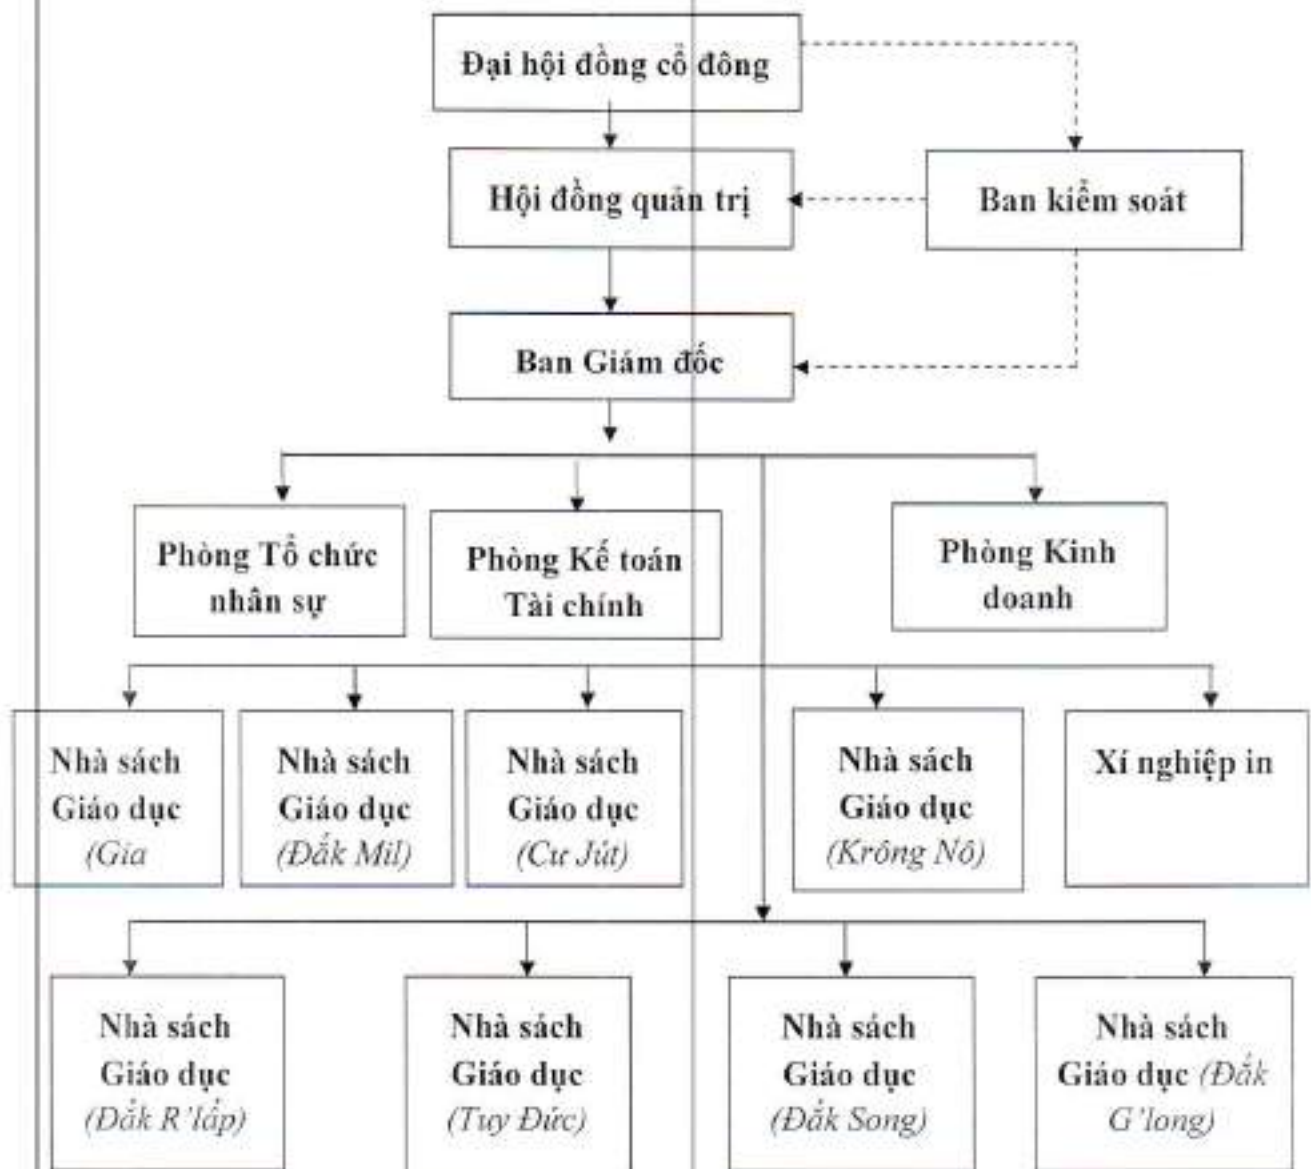 Đại hội đồng cổ đông
Hội đồng quản trị
Ban kiểm soát
Ban Giám đốc
Phòng Tổ chức
nhân sự
Phòng Kế toán
Tài chính
Phòng Kinh
doanh
Nhà sách
Giáo dục
(Gia
Nhà sách
Giáo dục
(Đắk Mil)
Nhà sách
Giáo dục
(Cư Jút)
Nhà sách
Giáo dục
(Krông Nô)
Xí nghiệp in
Nhà sách
Giáo dục
(Đắk R'lấp)
Nhà sách
Giáo dục
(Tuy Đức)
Nhà sách
Giáo dục
(Đắk Song)
Nhà sách
Giáo dục (Đắk
G'long)